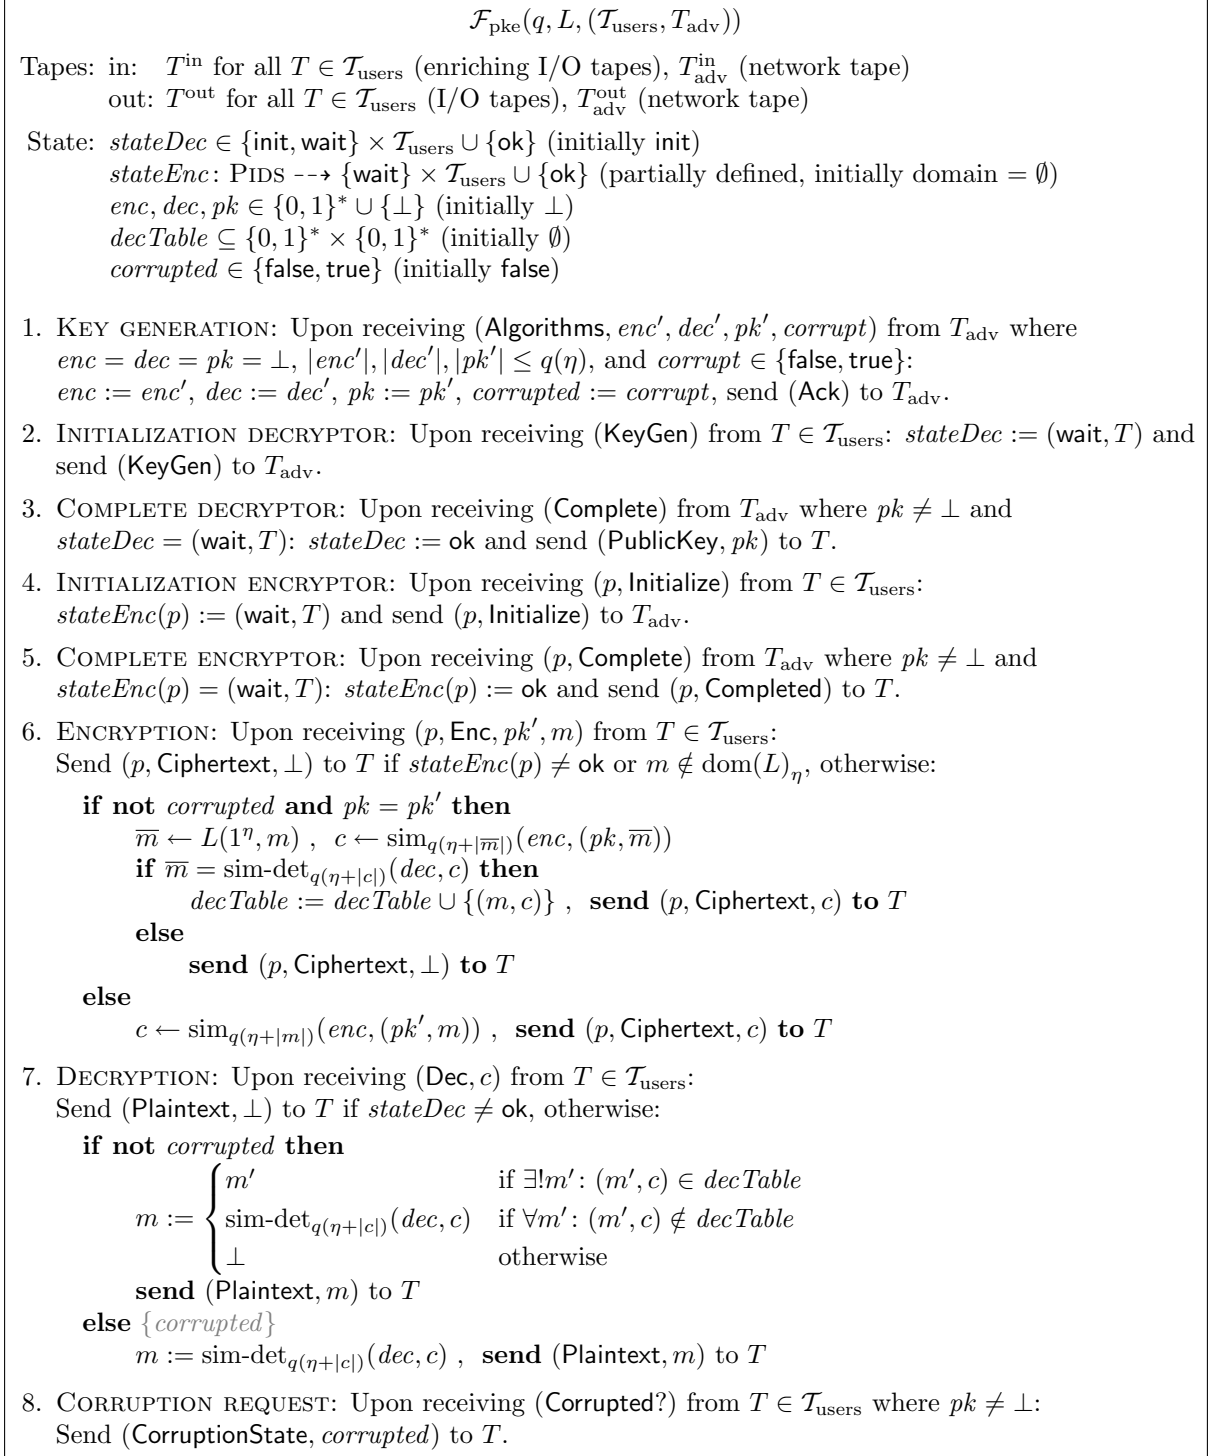 𝓕_pke(q, L, (𝒯_users, T_adv))
Tapes: in: T^in for all T ∈ 𝒯_users (enriching I/O tapes), T_adv^in (network tape)
out: T^out for all T ∈ 𝒯_users (I/O tapes), T_adv^out (network tape)
State: stateDec ∈ {init, wait} × 𝒯_users ∪ {ok} (initially init)
stateEnc: PIDS ⇢ {wait} × 𝒯_users ∪ {ok} (partially defined, initially domain = ∅)
enc, dec, pk ∈ {0, 1}* ∪ {⊥} (initially ⊥)
decTable ⊆ {0, 1}* × {0, 1}* (initially ∅)
corrupted ∈ {false, true} (initially false)
1. KEY GENERATION: Upon receiving (Algorithms, enc′, dec′, pk′, corrupt) from T_adv where
enc = dec = pk = ⊥, |enc′|, |dec′|, |pk′| ≤ q(η), and corrupt ∈ {false, true}:
enc := enc′, dec := dec′, pk := pk′, corrupted := corrupt, send (Ack) to T_adv.
2. INITIALIZATION DECRYPTOR: Upon receiving (KeyGen) from T ∈ 𝒯_users: stateDec := (wait, T) and
send (KeyGen) to T_adv.
3. COMPLETE DECRYPTOR: Upon receiving (Complete) from T_adv where pk ≠ ⊥ and
stateDec = (wait, T): stateDec := ok and send (PublicKey, pk) to T.
4. INITIALIZATION ENCRYPTOR: Upon receiving (p, Initialize) from T ∈ 𝒯_users:
stateEnc(p) := (wait, T) and send (p, Initialize) to T_adv.
5. COMPLETE ENCRYPTOR: Upon receiving (p, Complete) from T_adv where pk ≠ ⊥ and
stateEnc(p) = (wait, T): stateEnc(p) := ok and send (p, Completed) to T.
6. ENCRYPTION: Upon receiving (p, Enc, pk′, m) from T ∈ 𝒯_users:
Send (p, Ciphertext, ⊥) to T if stateEnc(p) ≠ ok or m ∉ dom(L)_η, otherwise:
if not corrupted and pk = pk′ then
m̅ ← L(1^η, m) , c ← sim_{q(η+|m̅|)}(enc, (pk, m̅))
if m̅ = sim-det_{q(η+|c|)}(dec, c) then
decTable := decTable ∪ {(m, c)} , send (p, Ciphertext, c) to T
else
send (p, Ciphertext, ⊥) to T
else
c ← sim_{q(η+|m|)}(enc, (pk′, m)) , send (p, Ciphertext, c) to T
7. DECRYPTION: Upon receiving (Dec, c) from T ∈ 𝒯_users:
Send (Plaintext, ⊥) to T if stateDec ≠ ok, otherwise:
if not corrupted then
m := { m′ if ∃!m′: (m′, c) ∈ decTable
sim-det_{q(η+|c|)}(dec, c) if ∀m′: (m′, c) ∉ decTable
⊥ otherwise
send (Plaintext, m) to T
else {corrupted}
m := sim-det_{q(η+|c|)}(dec, c) , send (Plaintext, m) to T
8. CORRUPTION REQUEST: Upon receiving (Corrupted?) from T ∈ 𝒯_users where pk ≠ ⊥:
Send (CorruptionState, corrupted) to T.